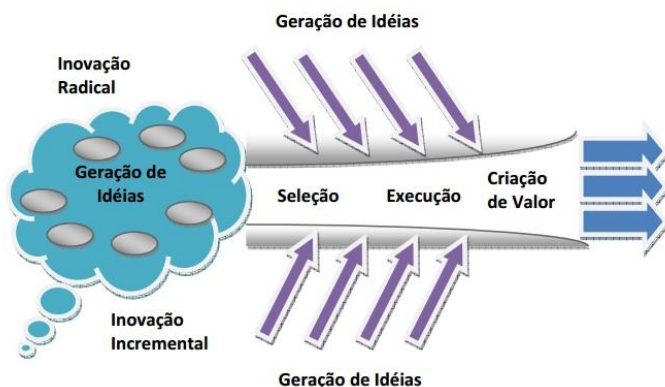 Geração de Idéias
Inovação
Radical
Geração de
Idéias
Seleção
Execução
Criação
de Valor
Inovação
Incremental
Geração de Idéias